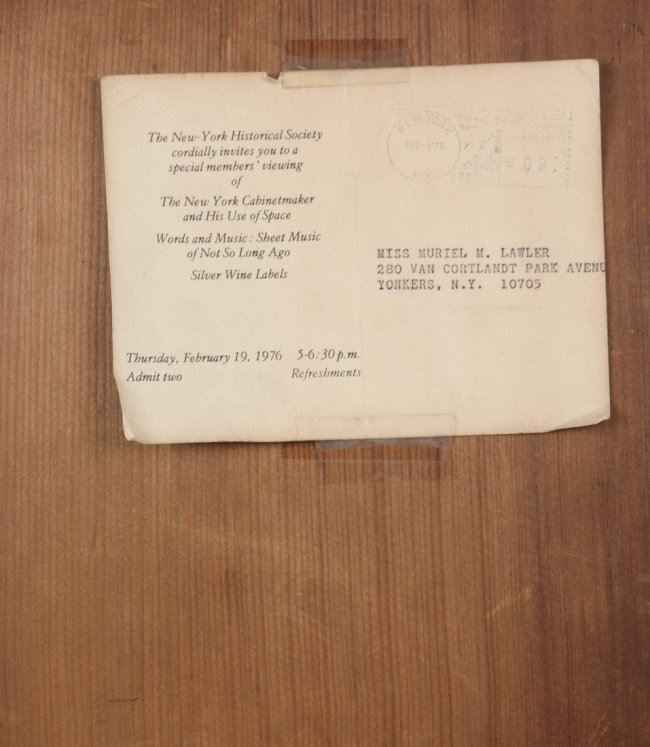 The New-York Historical Society
cordially invites you to a
special members' viewing
of
The New York Cabinetmaker
and His Use of Space
Words and Music: Sheet Music
of Not So Long Ago
Silver Wine Labels
Thursday, February 19, 1976 5-6:30 p.m.
Admit two Refreshments
NEW YORK
N.Y.
.09
MISS MURIEL M. LAWLER
280 VAN CORTLANDT PARK AVENU
YONKERS, N.Y. 10705